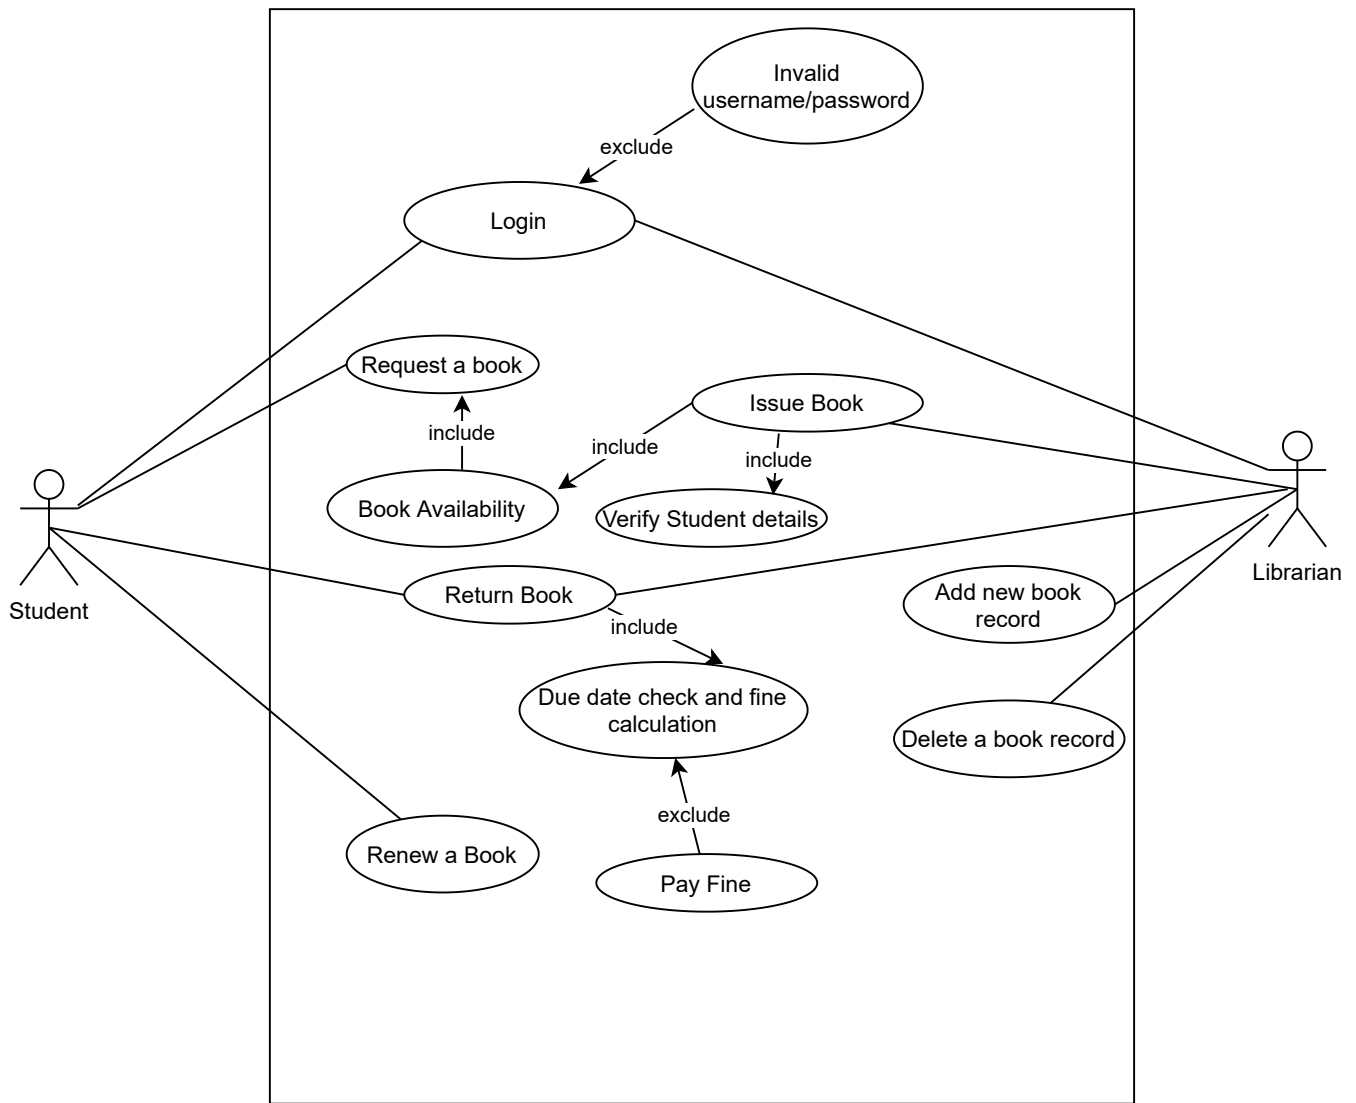 Invalid
username/password
exclude
Login
Request a book
Issue Book
include
include
include
Book Availability
Verify Student details
Librarian
Student
Return Book
Add new book
record
include
Due date check and fine
calculation
Delete a book record
exclude
Renew a Book
Pay Fine